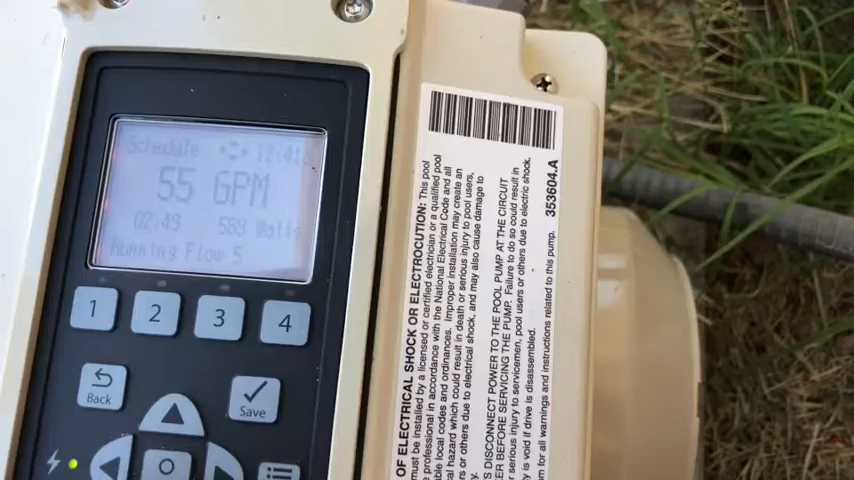 Schedule
55 GPM
02:49 569 Watts
Running Flow 5
1
2
3
4
Back
Save
353604.A
OF ELECTRICAL SHOCK OR ELECTROCUTION: This pool
must be installed by a licensed or certified electrician or a qualified pool
professional in accordance with the National Electrical Code and all
able local codes and ordinances. Improper installation may create an
al hazard which could result in death or serious injury to pool users,
rs or others due to electrical shock, and may also cause damage to
y.
S DISCONNECT POWER TO THE POOL PUMP AT THE CIRCUIT
ER BEFORE SERVICING THE PUMP. Failure to do so could result in
r serious injury to servicemen, pool users or others due to electric shock.
y is void if drive is disassembled.
n for all warnings and instructions related to this pump.